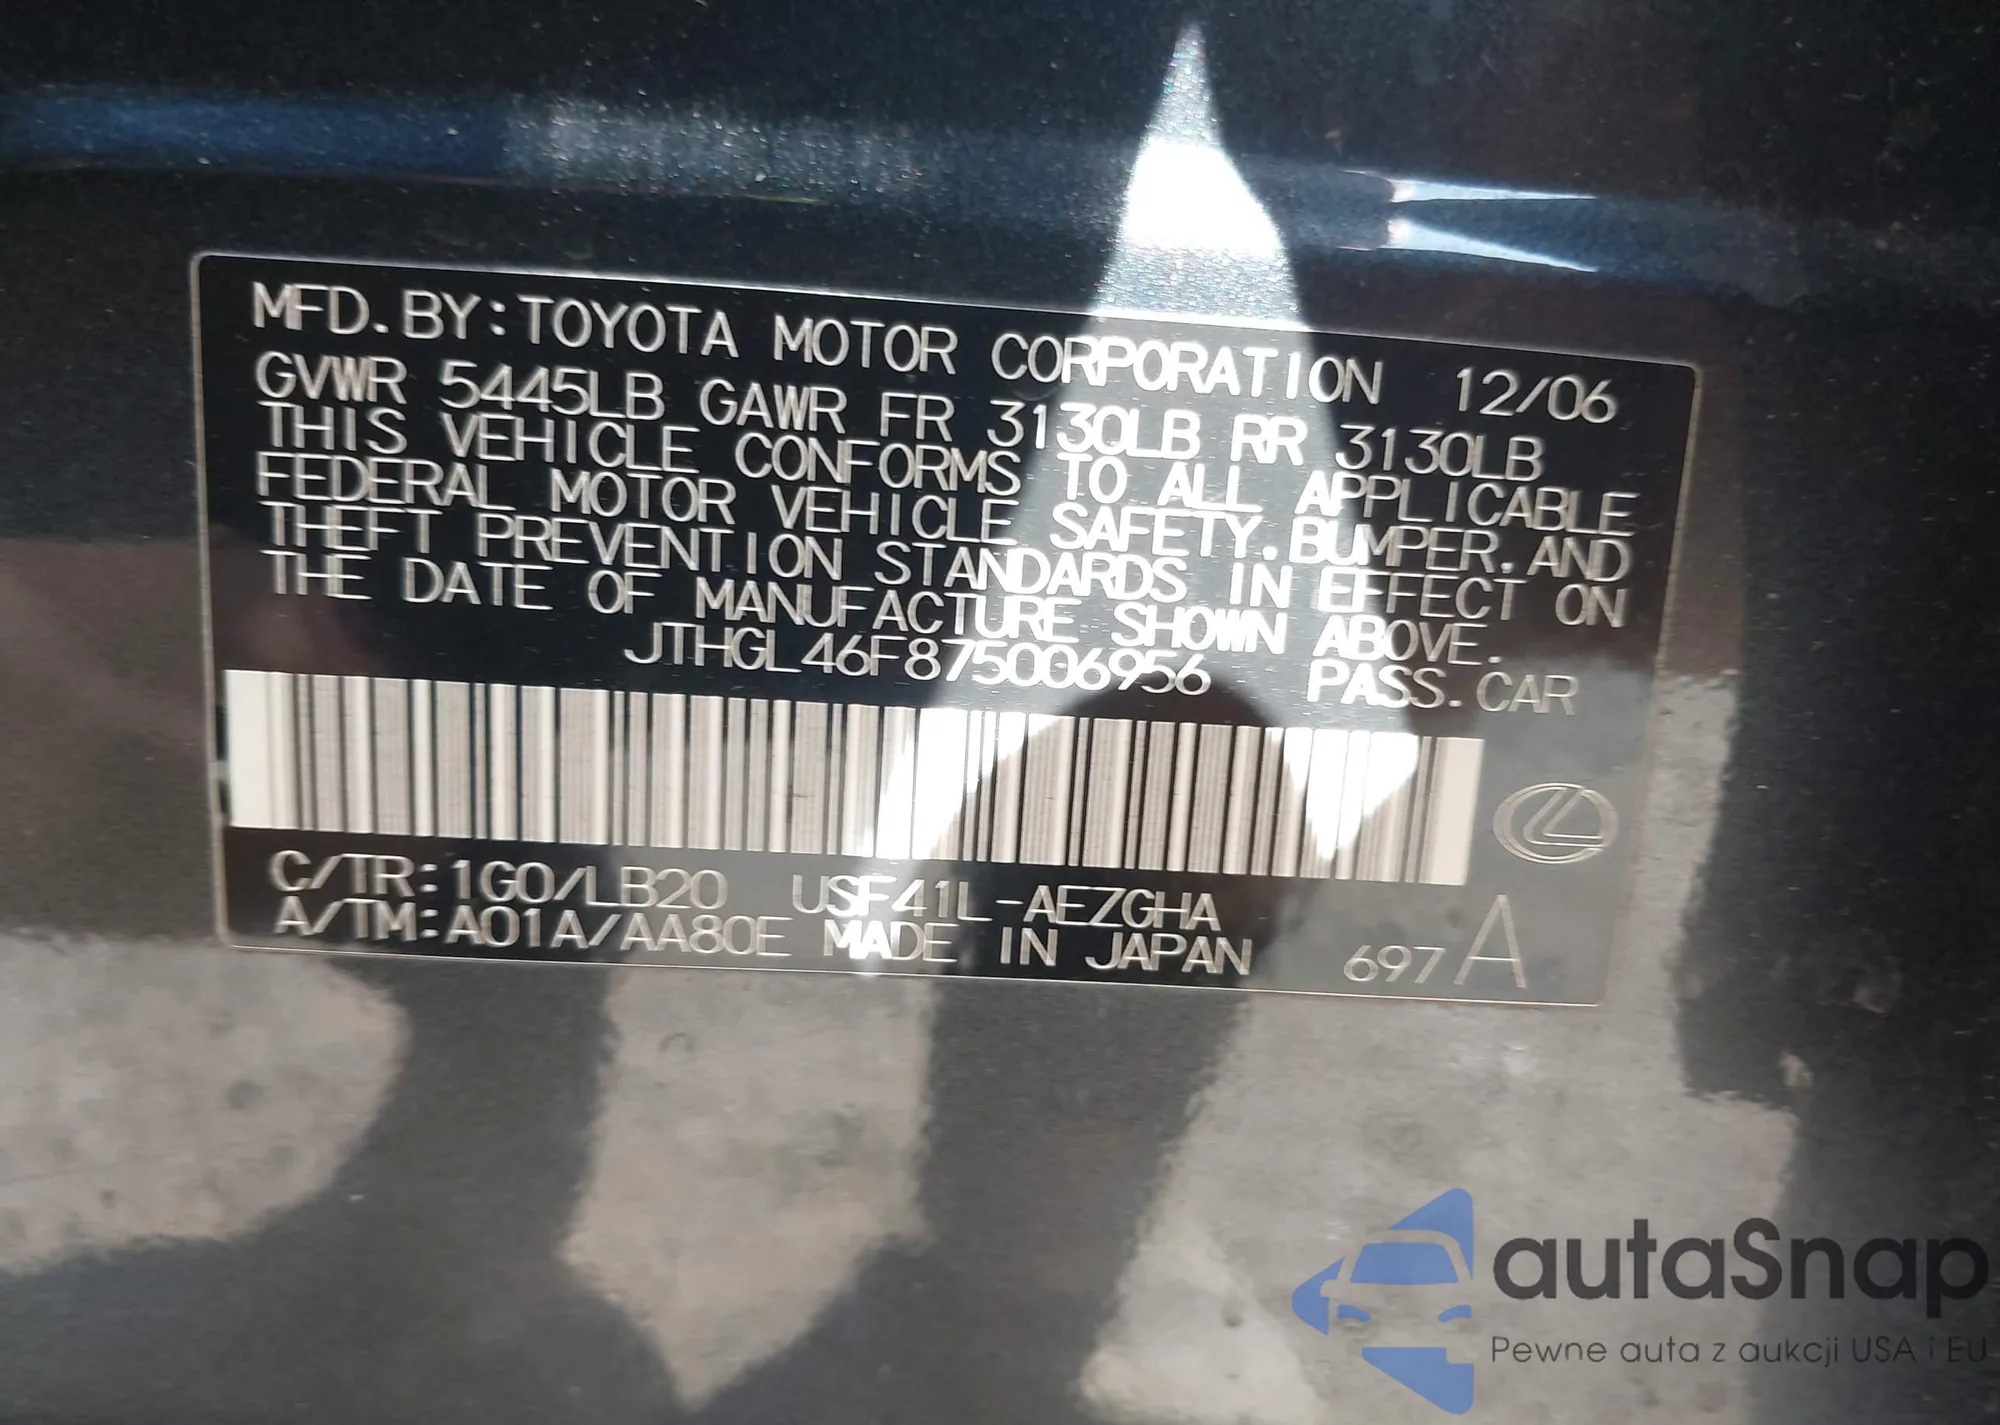 MFD.BY:TOYOTA MOTOR CORPORATION 12/06
GVWR 5445LB GAWR FR 3130LB RR 3130LB
THIS VEHICLE CONFORMS TO ALL APPLICABLE
FEDERAL MOTOR VEHICLE SAFETY.BUMPER.AND
THEFT PREVENTION STANDARDS IN EFFECT ON
THE DATE OF MANUFACTURE SHOWN ABOVE.
JTHGL46F875006956 PASS.CAR
C/TR:1G0/LB20 USF41L-AEZGHA
A/TM:A01A/AA80E MADE IN JAPAN 697 A
autaSnap
Pewne auta z aukcji USA i EU